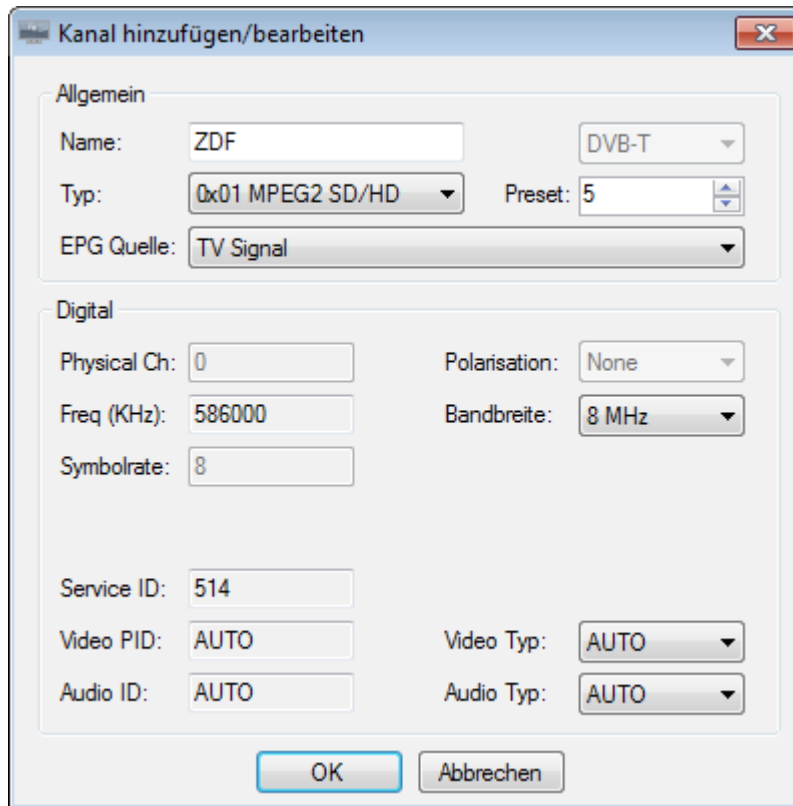 Kanal hinzufügen/bearbeiten
Allgemein
Name: ZDF DVB-T
Typ: 0x01 MPEG2 SD/HD Preset: 5
EPG Quelle: TV Signal
Digital
Physical Ch: 0 Polarisation: None
Freq (KHz): 586000 Bandbreite: 8 MHz
Symbolrate: 8
Service ID: 514
Video PID: AUTO Video Typ: AUTO
Audio ID: AUTO Audio Typ: AUTO
OK Abbrechen